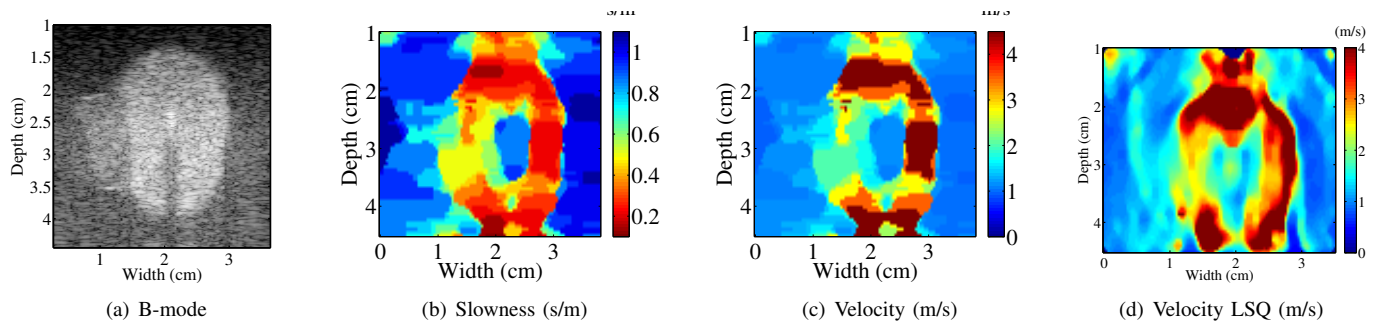 s/m
m/s
(m/s)
1
1.5
2
2.5
3
3.5
4
Depth (cm)
1 2 3
Width (cm)
1
2
3
4
Depth (cm)
0 1 2 3
Width (cm)
1
0.8
0.6
0.4
0.2
1
2
3
4
Depth (cm)
0 1 2 3
Width (cm)
4
3
2
1
0
1
2
3
4
Depth (cm)
0 1 2 3
Width (cm)
4
3
2
1
0
(a) B-mode
(b) Slowness (s/m)
(c) Velocity (m/s)
(d) Velocity LSQ (m/s)